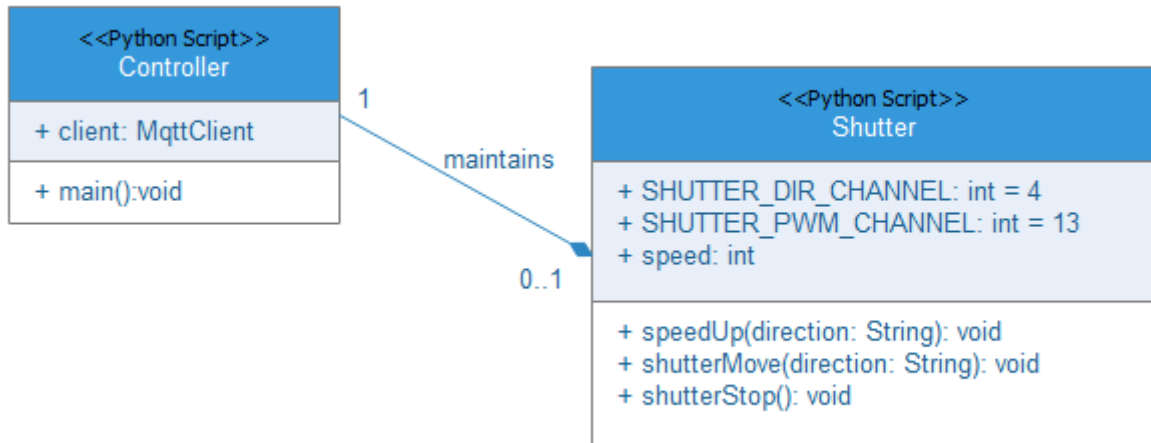 <<Python Script>>
Controller
+ client: MqttClient
+ main():void
1
maintains
0..1
<<Python Script>>
Shutter
+ SHUTTER_DIR_CHANNEL: int = 4
+ SHUTTER_PWM_CHANNEL: int = 13
+ speed: int
+ speedUp(direction: String): void
+ shutterMove(direction: String): void
+ shutterStop(): void